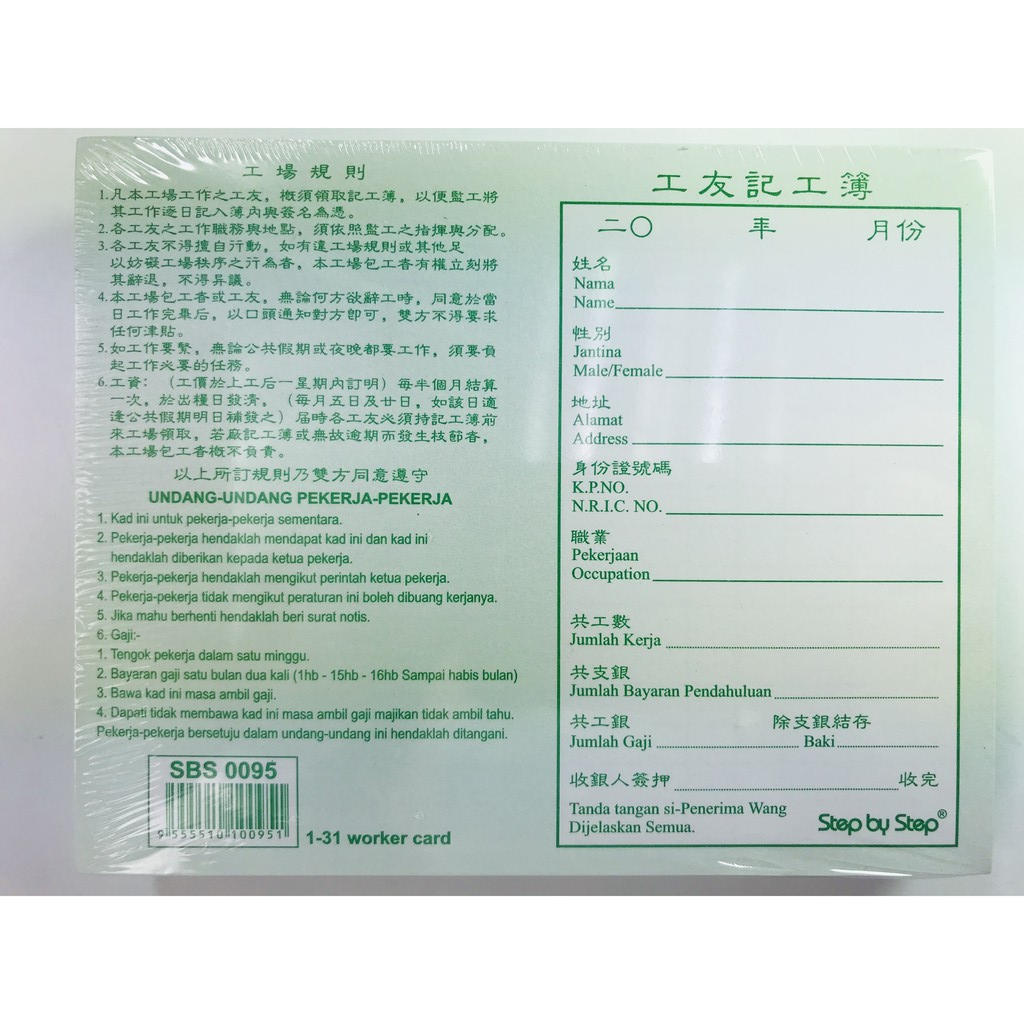 工場規則
1.凡本工場工作之工友，概須領取記工簿，以便監工將
其工作逐日記入薄內與簽名為憑。
2.各工友之工作職務與地點，須依照監工之指揮與分配。
3.各工友不得擅自行動，如有違工場規則或其他足
以妨礙工場秩序之行為者，本工場包工者有權立刻將
其辭退，不得异議。
4.本工場包工者或工友，無論何方欲辭工時，同意於當
日工作完畢后，以口頭通知對方卽可，雙方不得要求
任何津貼。
5.如工作要緊，無論公共假期或夜晚都要工作，須要負
起工作必要的任務。
6.工資：（工價於上工后一星期內訂明）每半個月結算
一次，於出糧日發清。（每月五日及廿日，如該日適
逢公共假期明日補發之）屆時各工友必須持記工簿前
來工場領取，若廠記工薄或無故逾期而發生枝節者，
本工場包工者概不負責。
以上所訂規則乃雙方同意遵守
UNDANG-UNDANG PEKERJA-PEKERJA
1. Kad ini untuk pekerja-pekerja sementara.
2. Pekerja-pekerja hendaklah mendapat kad ini dan kad ini
hendaklah diberikan kepada ketua pekerja.
3. Pekerja-pekerja hendaklah mengikut perintah ketua pekerja.
4. Pekerja-pekerja tidak mengikut peraturan ini boleh dibuang kerjanya.
5. Jika mahu berhenti hendaklah beri surat notis.
6. Gaji:-
1. Tengok pekerja dalam satu minggu.
2. Bayaran gaji satu bulan dua kali (1hb - 15hb - 16hb Sampai habis bulan)
3. Bawa kad ini masa ambil gaji.
4. Dapati tidak membawa kad ini masa ambil gaji majikan tidak ambil tahu.
Pekerja-pekerja bersetuju dalam undang-undang ini hendaklah ditangani.
SBS 0095
9 555510 100951
1-31 worker card
工友記工簿
二〇 年 月份
姓名
Nama
Name
性別
Jantina
Male/Female
地址
Alamat
Address
身份證號碼
K.P.NO.
N.R.I.C. NO.
職業
Pekerjaan
Occupation
共工數
Jumlah Kerja
共支銀
Jumlah Bayaran Pendahuluan
共工銀 除支銀結存
Jumlah Gaji Baki
收銀人簽押 收完
Tanda tangan si-Penerima Wang
Dijelaskan Semua.
Step by Step®